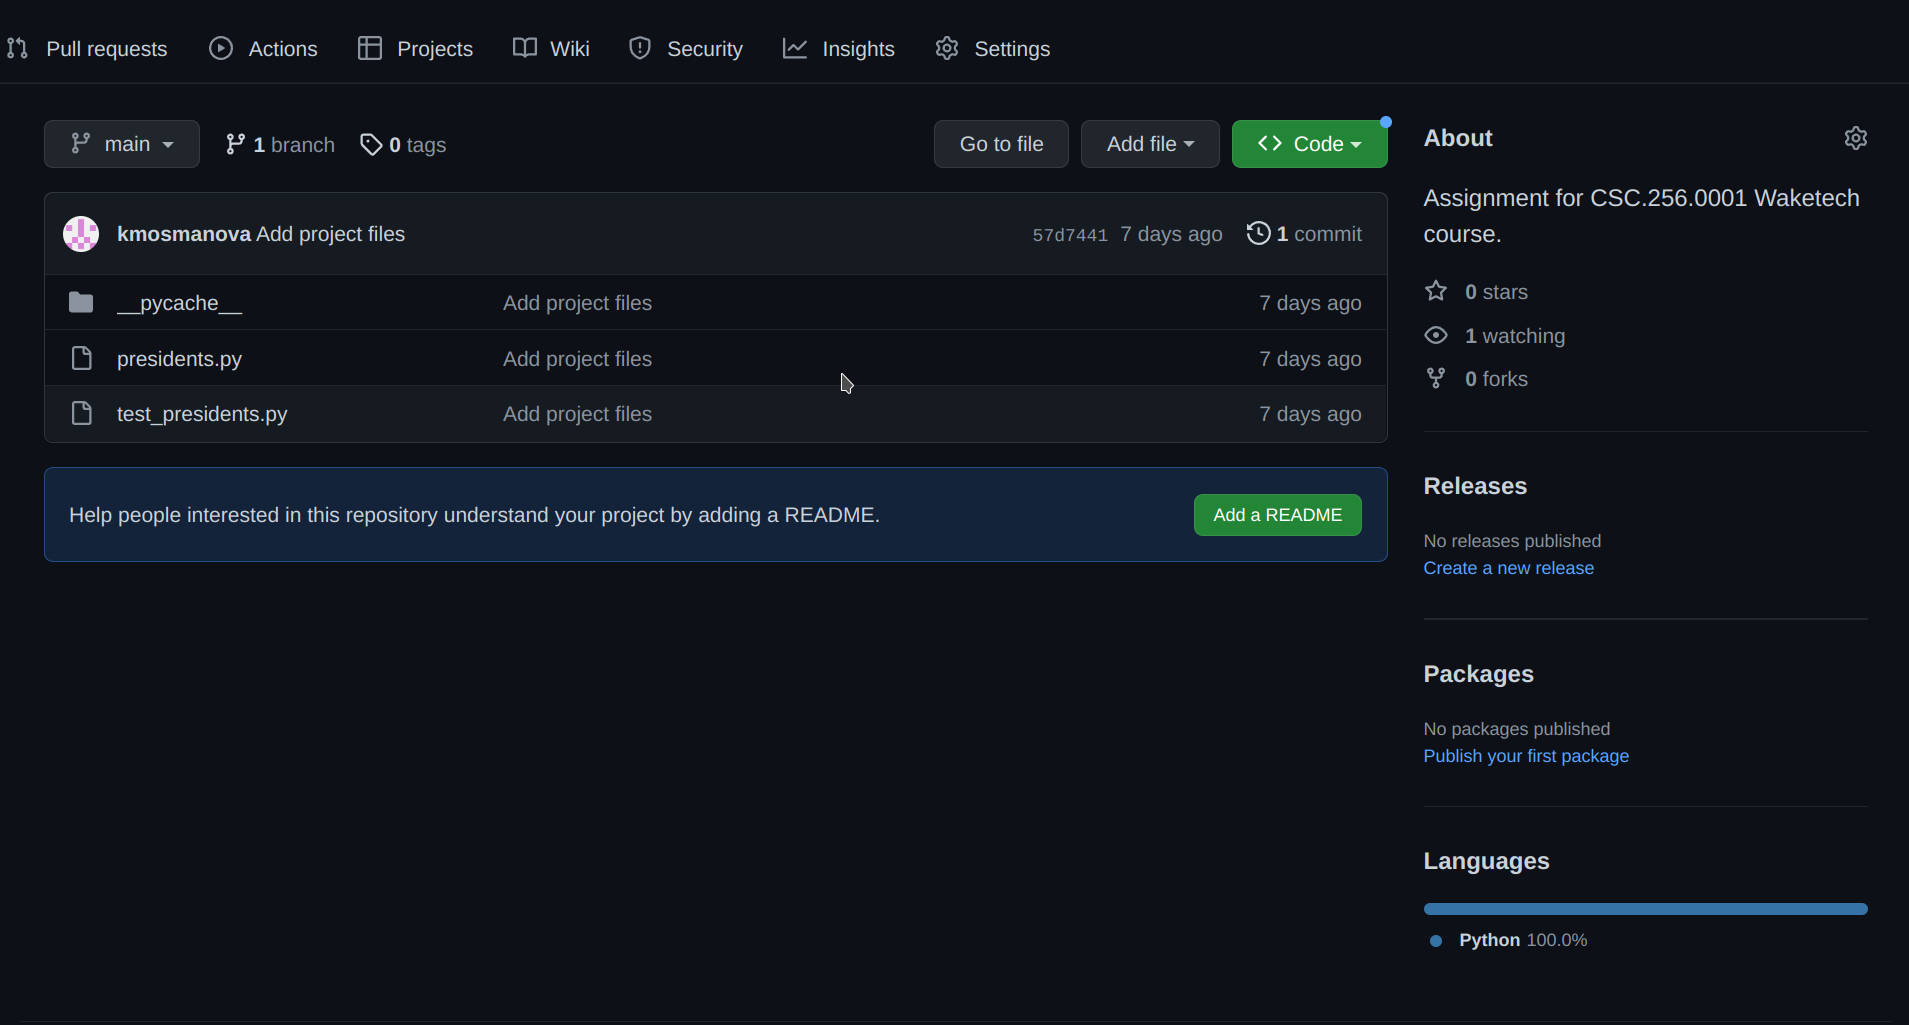 Pull requests Actions Projects Wiki Security Insights Settings
main 1 branch 0 tags Go to file Add file Code
kmosmanova Add project files 57d7441 7 days ago 1 commit
__pycache__ Add project files 7 days ago
presidents.py Add project files 7 days ago
test_presidents.py Add project files 7 days ago
Help people interested in this repository understand your project by adding a README. Add a README
About
Assignment for CSC.256.0001 Waketech
course.
0 stars
1 watching
0 forks
Releases
No releases published
Create a new release
Packages
No packages published
Publish your first package
Languages
Python 100.0%